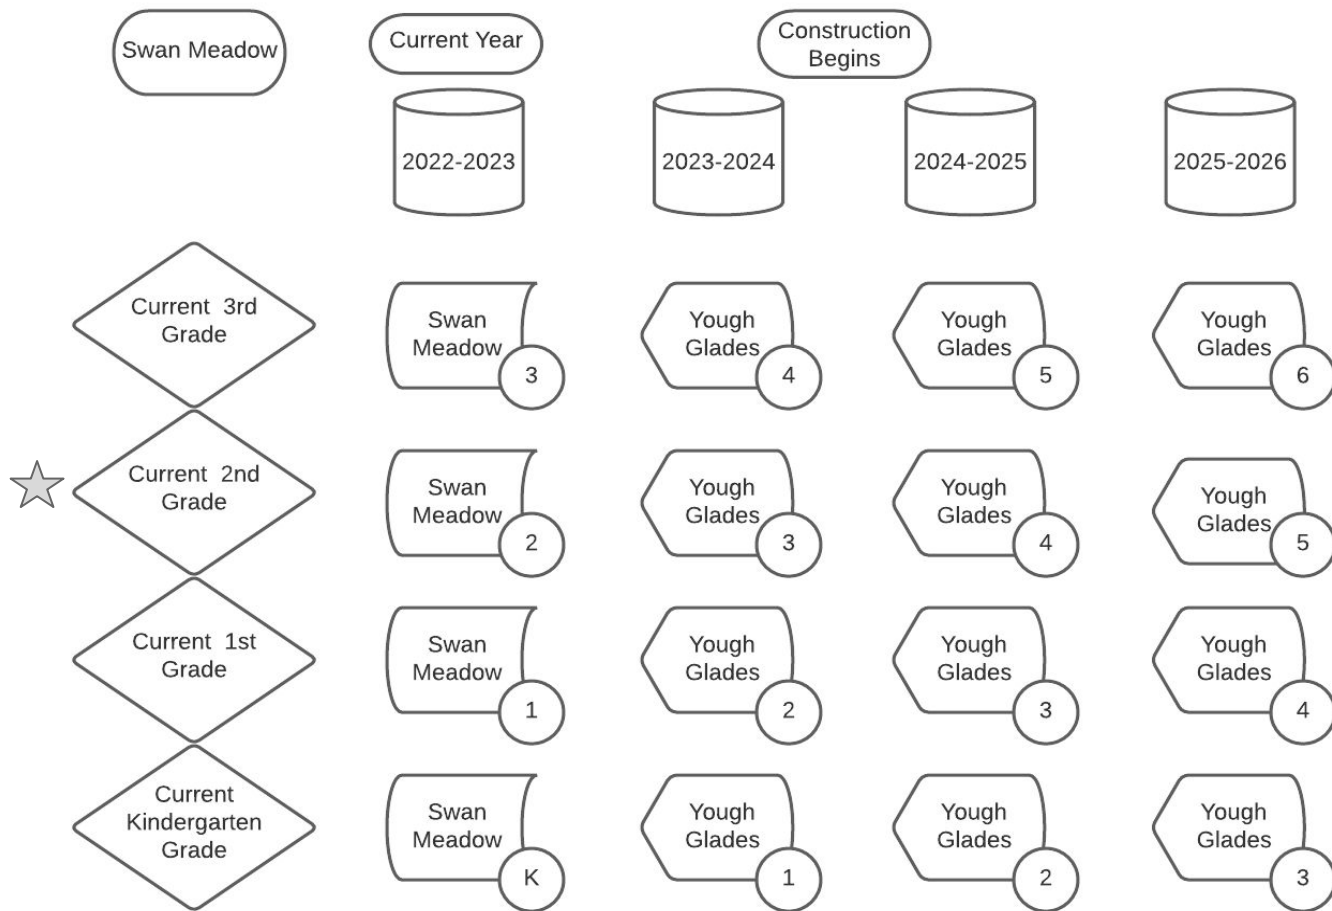 Swan Meadow
Current Year
Construction
Begins
2022-2023
2023-2024
2024-2025
2025-2026
Current 3rd
Grade
Swan
Meadow
3
Yough
Glades
4
Yough
Glades
5
Yough
Glades
6
Current 2nd
Grade
Swan
Meadow
2
Yough
Glades
3
Yough
Glades
4
Yough
Glades
5
Current 1st
Grade
Swan
Meadow
1
Yough
Glades
2
Yough
Glades
3
Yough
Glades
4
Current
Kindergarten
Grade
Swan
Meadow
K
Yough
Glades
1
Yough
Glades
2
Yough
Glades
3